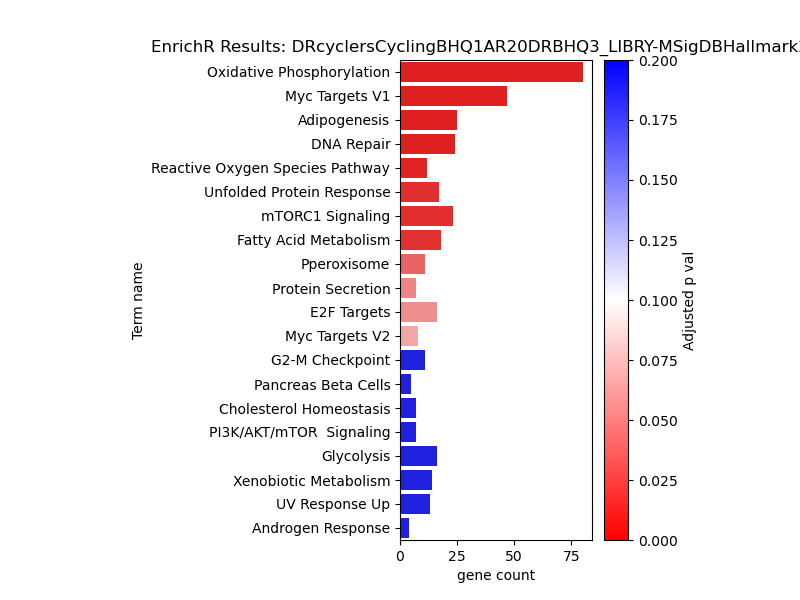 EnrichR Results: DRcyclersCyclingBHQ1AR20DRBHQ3_LIBRY-MSigDBHallmark
Oxidative Phosphorylation
Myc Targets V1
Adipogenesis
DNA Repair
Reactive Oxygen Species Pathway
Unfolded Protein Response
mTORC1 Signaling
Fatty Acid Metabolism
Pperoxisome
Protein Secretion
E2F Targets
Myc Targets V2
G2-M Checkpoint
Pancreas Beta Cells
Cholesterol Homeostasis
PI3K/AKT/mTOR  Signaling
Glycolysis
Xenobiotic Metabolism
UV Response Up
Androgen Response
Term name
0 25 50 75
gene count
0.200
0.175
0.150
0.125
0.100
0.075
0.050
0.025
0.000
Adjusted p val